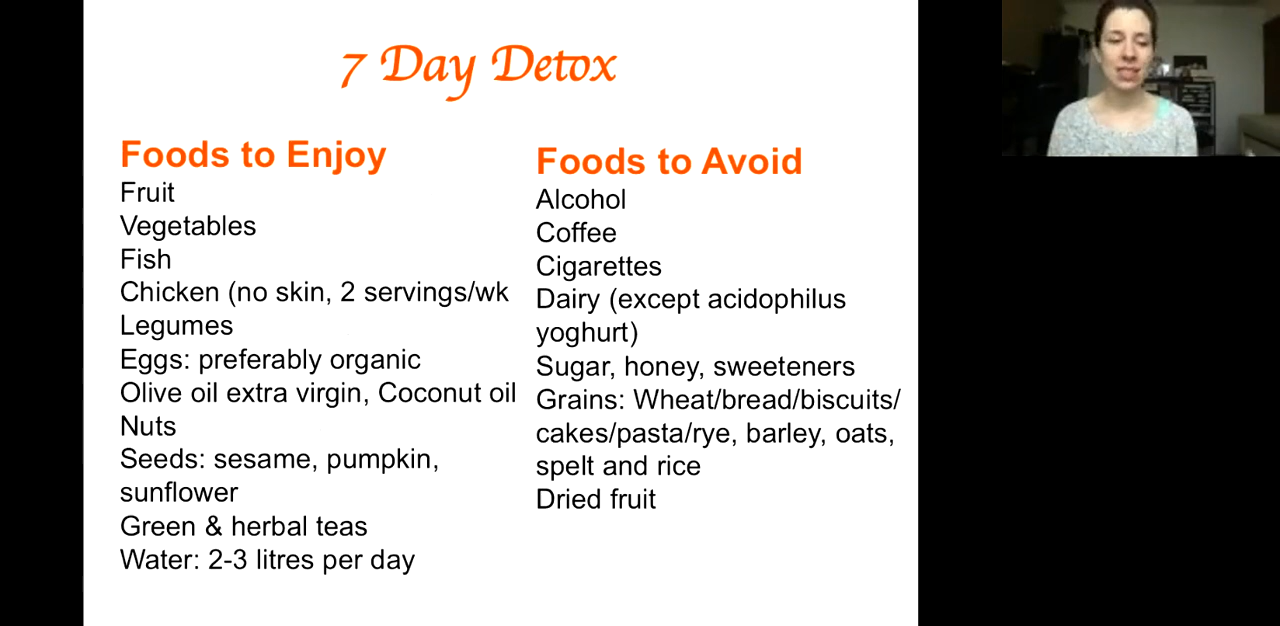 7 Day Detox
Foods to Enjoy
Fruit
Vegetables
Fish
Chicken (no skin, 2 servings/wk
Legumes
Eggs: preferably organic
Olive oil extra virgin, Coconut oil
Nuts
Seeds: sesame, pumpkin,
sunflower
Green & herbal teas
Water: 2-3 litres per day
Foods to Avoid
Alcohol
Coffee
Cigarettes
Dairy (except acidophilus
yoghurt)
Sugar, honey, sweeteners
Grains: Wheat/bread/biscuits/
cakes/pasta/rye, barley, oats,
spelt and rice
Dried fruit